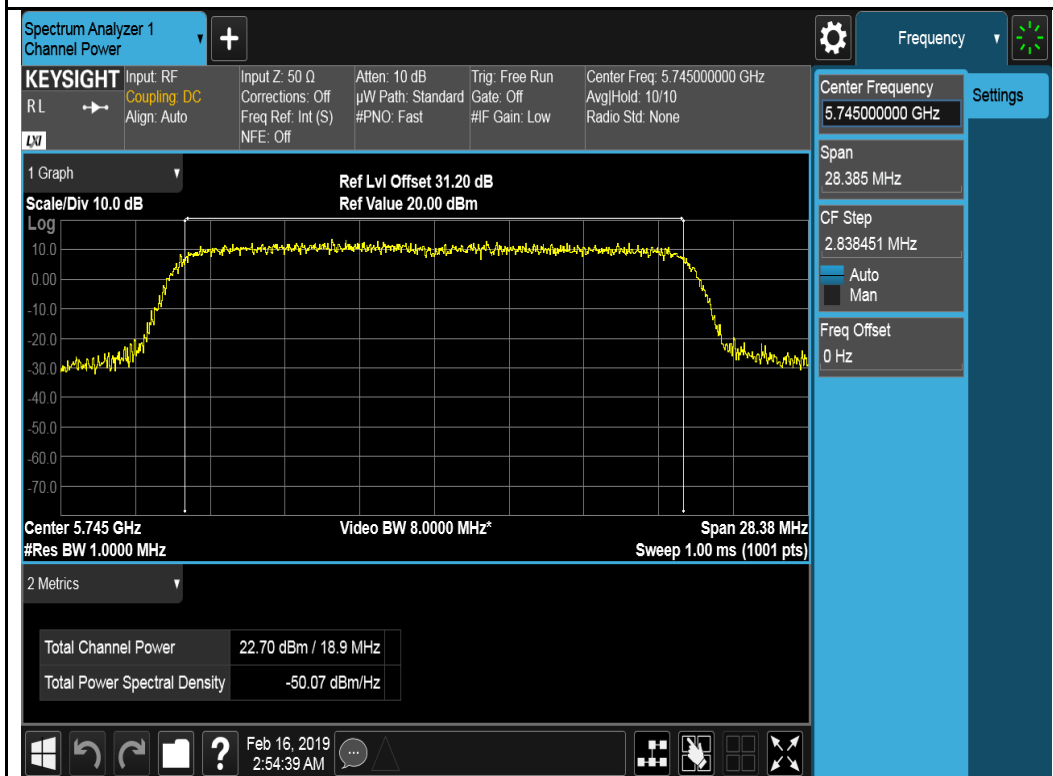 Spectrum Analyzer 1
Channel Power
+
Frequency
KEYSIGHT
R L
LXI
Input: RF
Coupling: DC
Align: Auto
Input Z: 50 Ω
Corrections: Off
Freq Ref: Int (S)
NFE: Off
Atten: 10 dB
µW Path: Standard
#PNO: Fast
Trig: Free Run
Gate: Off
#IF Gain: Low
Center Freq: 5.745000000 GHz
Avg|Hold: 10/10
Radio Std: None
Center Frequency
5.745000000 GHz
Settings
Span
28.385 MHz
CF Step
2.838451 MHz
Auto
Man
Freq Offset
0 Hz
1 Graph
Ref Lvl Offset 31.20 dB
Scale/Div 10.0 dB
Ref Value 20.00 dBm
Log
10.0
0.00
-10.0
-20.0
-30.0
-40.0
-50.0
-60.0
-70.0
Center 5.745 GHz
Video BW 8.0000 MHz*
Span 28.38 MHz
#Res BW 1.0000 MHz
Sweep 1.00 ms (1001 pts)
2 Metrics
Total Channel Power
22.70 dBm / 18.9 MHz
Total Power Spectral Density
-50.07 dBm/Hz
?
Feb 16, 2019
2:54:39 AM